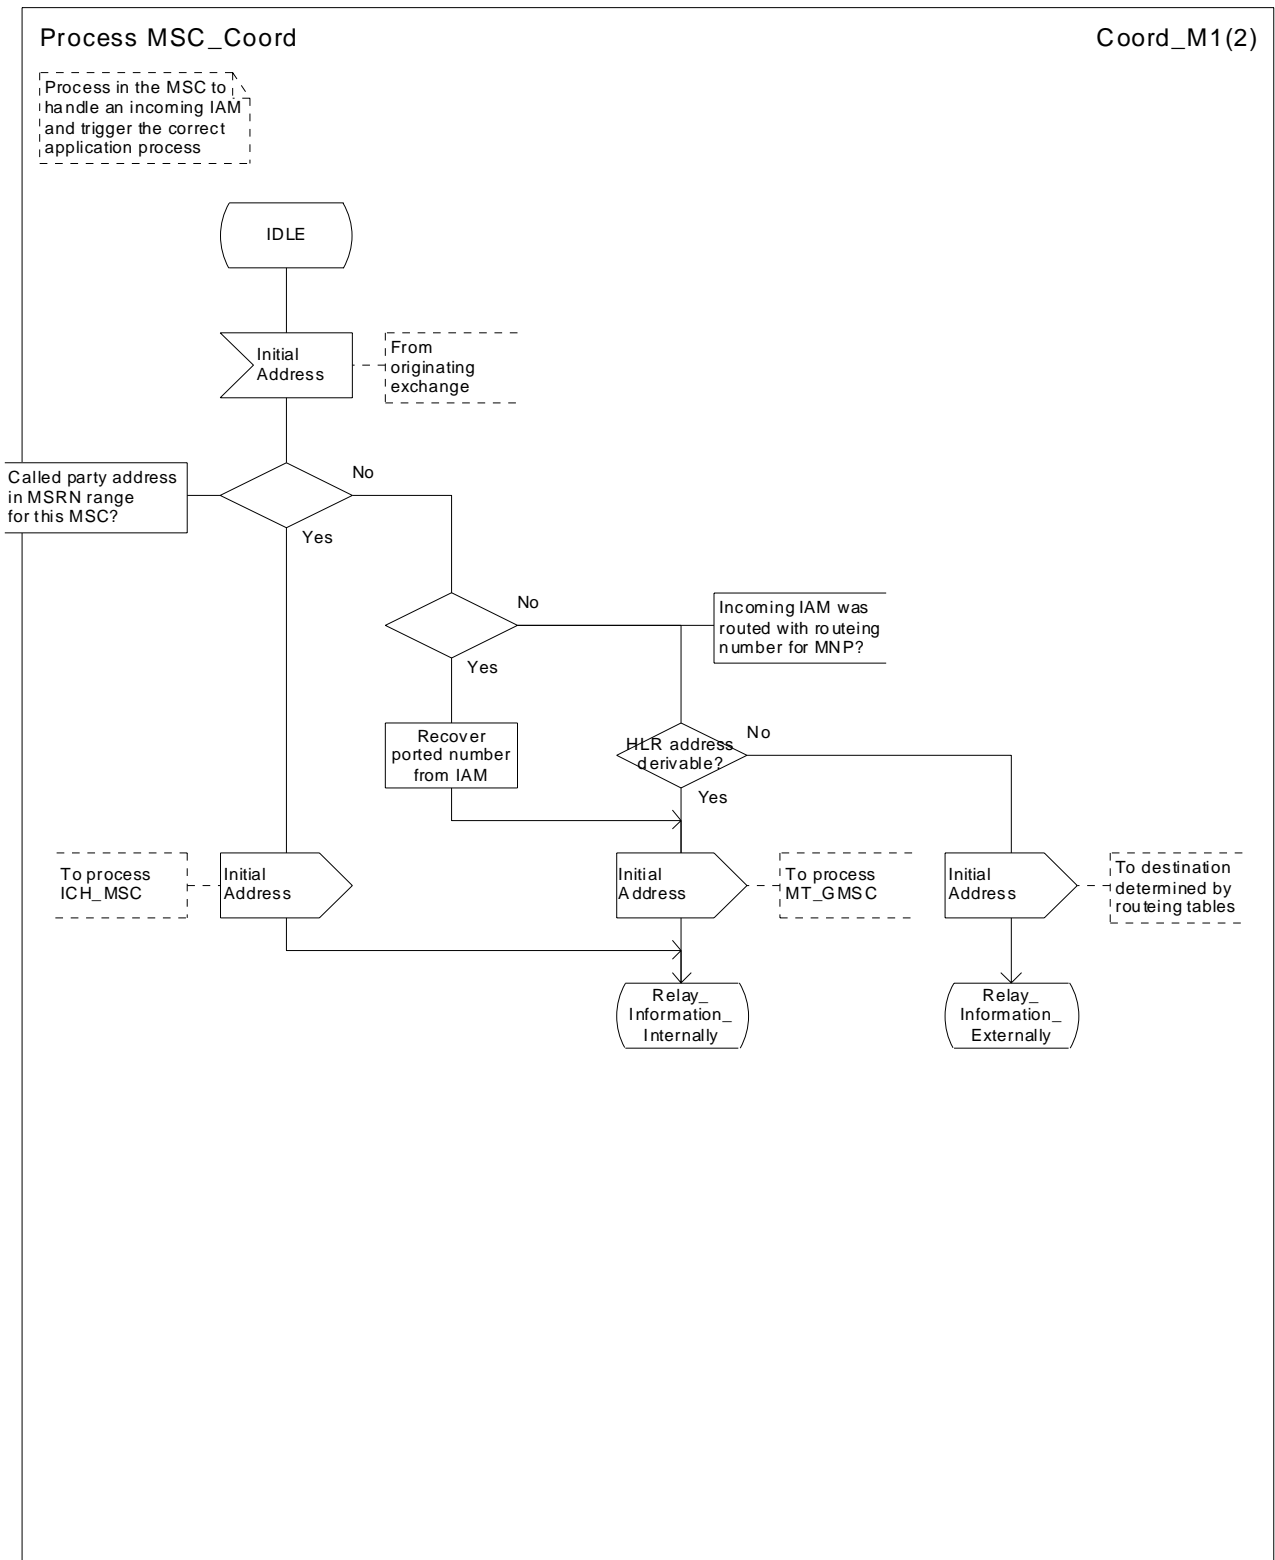 Process MSC_Coord
Coord_M1(2)
Process in the MSC to
handle an incoming IAM
and trigger the correct
application process
IDLE
Initial
Address
From
originating
exchange
Called party address
in MSRN range
for this MSC?
No
Yes
No
Incoming IAM was
routed with routeing
number for MNP?
Yes
Recover
ported number
from IAM
HLR address
derivable?
No
Yes
To process
ICH_MSC
Initial
Address
Initial
Address
To process
MT_GMSC
Initial
Address
To destination
determined by
routeing tables
Relay_
Information_
Internally
Relay_
Information_
Externally